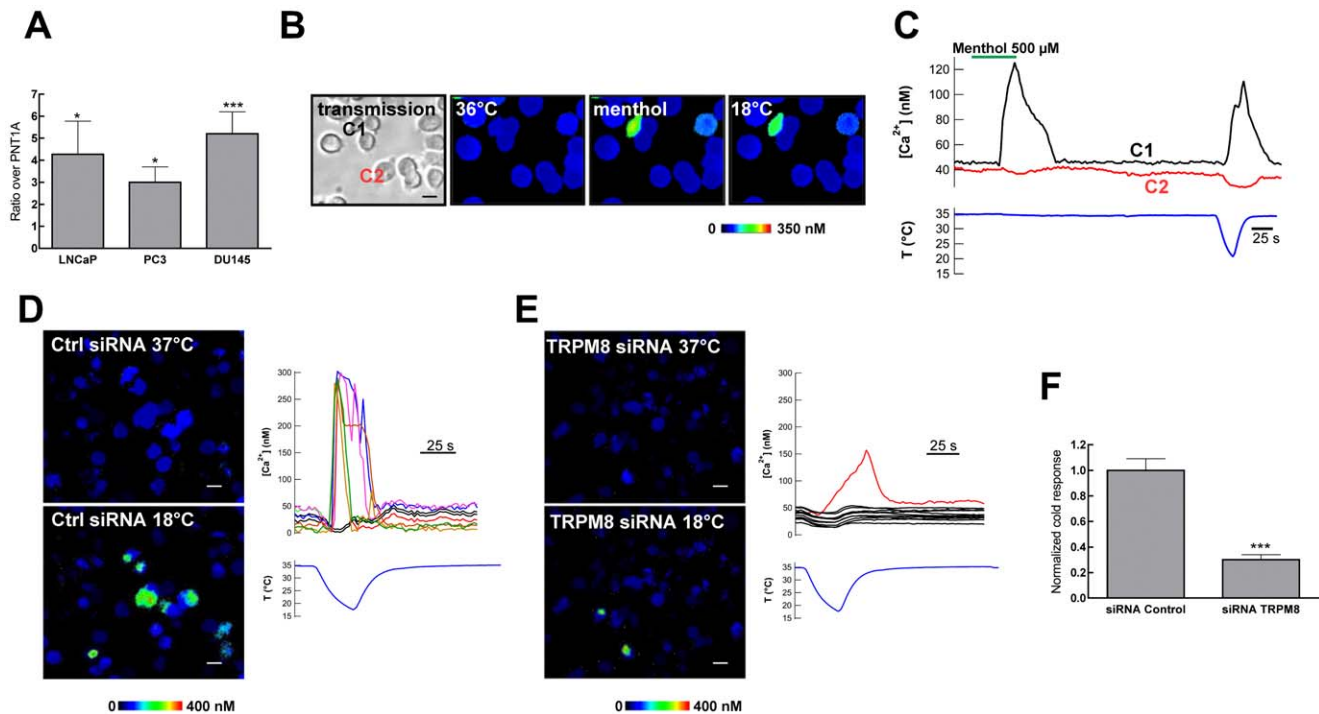 A
Ratio over PNT1A
7
6
5
4
3
2
1
0
*
*
***
LNCaP PC3 DU145
B
transmission 36°C menthol 18°C
C1
C2
0 350 nM
C
Menthol 500 µM
[Ca²⁺] (nM)
120
100
80
60
40
C1
C2
T (°C)
35
30
25
20
15
25 s
D
Ctrl siRNA 37°C
Ctrl siRNA 18°C
0 400 nM
[Ca²⁺] (nM)
300
250
200
150
100
50
0
25 s
T (°C)
35
30
25
20
15
E
TRPM8 siRNA 37°C
TRPM8 siRNA 18°C
0 400 nM
[Ca²⁺] (nM)
300
250
200
150
100
50
0
25 s
T (°C)
35
30
25
20
15
F
Normalized cold response
1.2
1.0
0.8
0.6
0.4
0.2
0.0
***
siRNA Control siRNA TRPM8